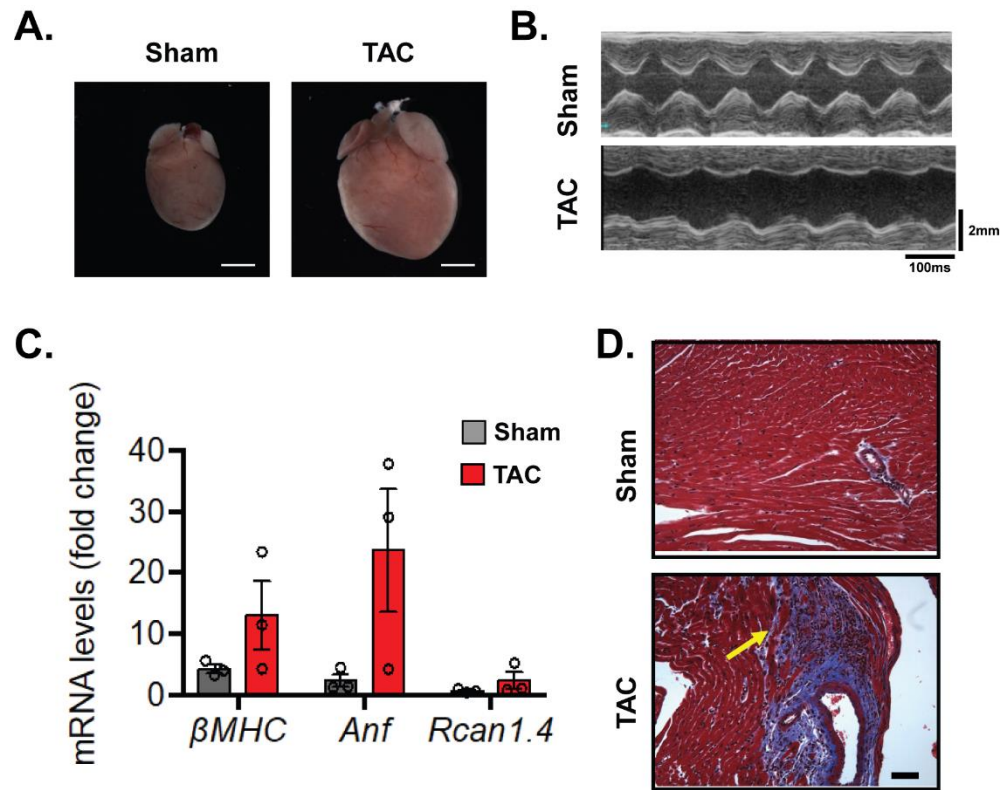 A.
Sham
TAC
B.
Sham
TAC
2mm
100ms
C.
mRNA levels (fold change)
40
30
20
10
0
Sham
TAC
βMHC
Anf
Rcan1.4
D.
Sham
TAC